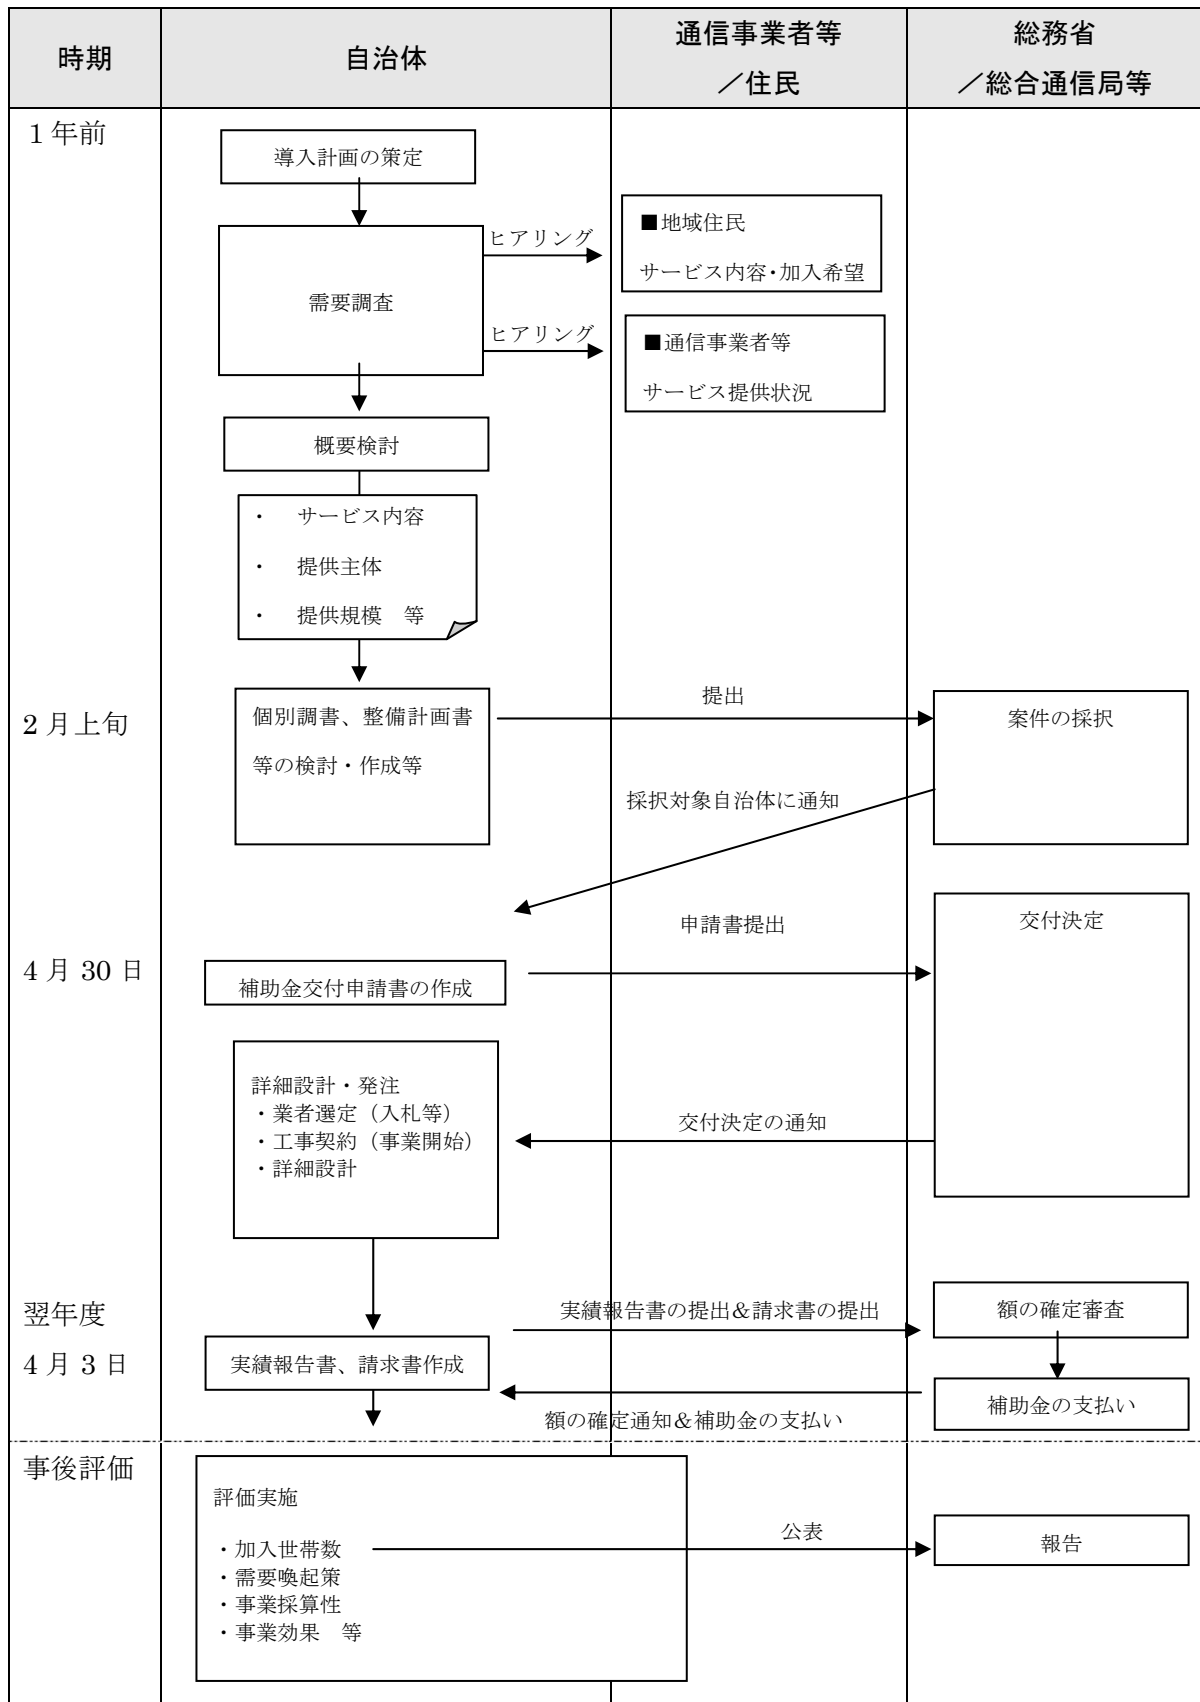 時期
自治体
通信事業者等
／住民
総務省
／総合通信局等
１年前
導入計画の策定
需要調査
ヒアリング
■地域住民
サービス内容・加入希望
ヒアリング
■通信事業者等
サービス提供状況
概要検討
・　サービス内容
・　提供主体
・　提供規模　等
2 月上旬
個別調書、整備計画書
等の検討・作成等
提出
案件の採択
採択対象自治体に通知
4 月 30 日
補助金交付申請書の作成
申請書提出
交付決定
詳細設計・発注
・業者選定（入札等）
・工事契約（事業開始）
・詳細設計
交付決定の通知
翌年度
4 月 3 日
実績報告書、請求書作成
実績報告書の提出＆請求書の提出
額の確定審査
額の確定通知＆補助金の支払い
補助金の支払い
事後評価
評価実施
・加入世帯数
・需要喚起策
・事業採算性
・事業効果　等
公表
報告